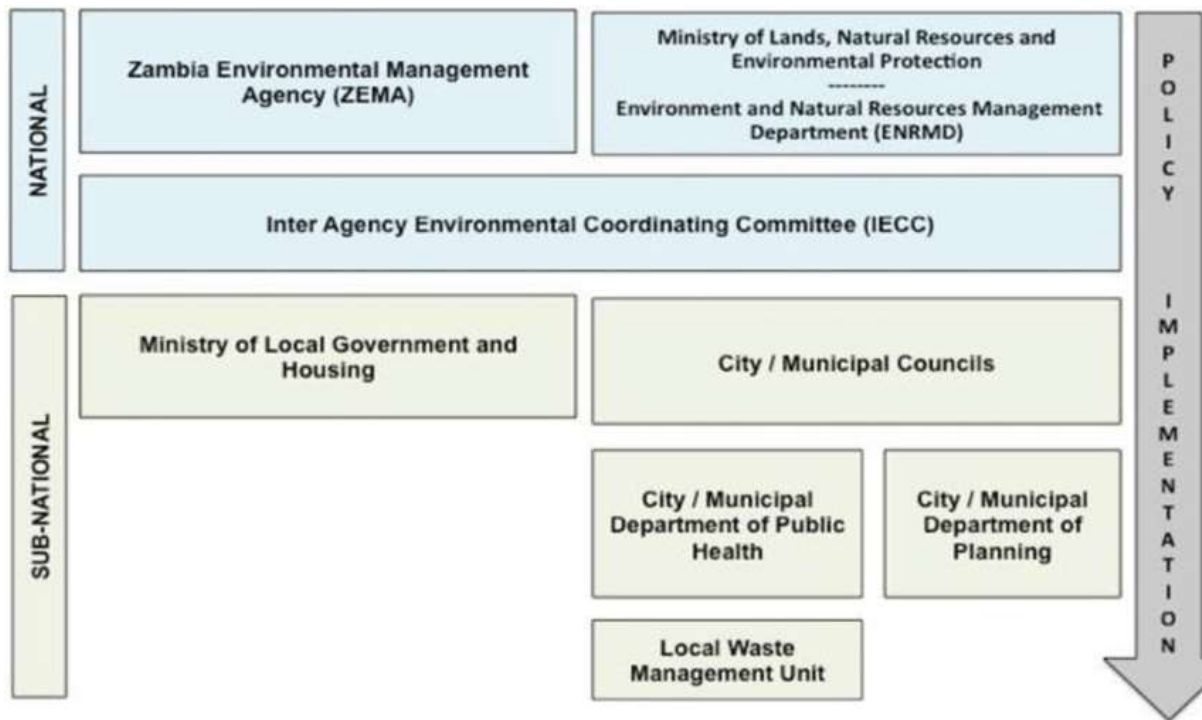 NATIONAL
Zambia Environmental Management
Agency (ZEMA)
Ministry of Lands, Natural Resources and
Environmental Protection
--------
Environment and Natural Resources Management
Department (ENRMD)
Inter Agency Environmental Coordinating Committee (IECC)
SUB-NATIONAL
Ministry of Local Government and
Housing
City / Municipal Councils
City / Municipal
Department of Public
Health
City / Municipal
Department of
Planning
Local Waste
Management Unit
POLICY IMPLEMENTATION